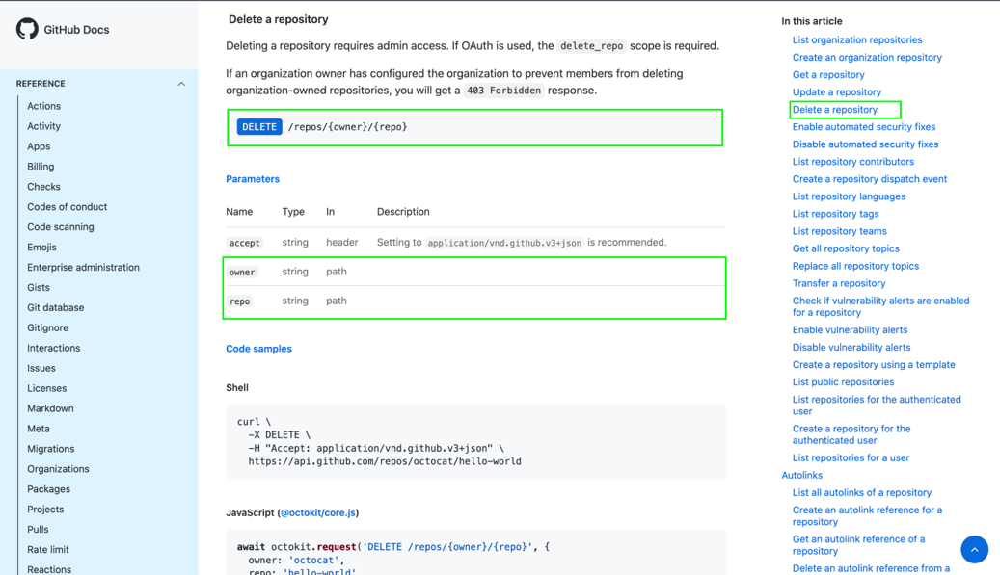 GitHub Docs
REFERENCE
Actions
Activity
Apps
Billing
Checks
Codes of conduct
Code scanning
Emojis
Enterprise administration
Gists
Git database
Gitignore
Interactions
Issues
Licenses
Markdown
Meta
Migrations
Organizations
Packages
Projects
Pulls
Rate limit
Reactions
Delete a repository
Deleting a repository requires admin access. If OAuth is used, the delete_repo scope is required.
If an organization owner has configured the organization to prevent members from deleting
organization-owned repositories, you will get a 403 Forbidden response.
DELETE /repos/{owner}/{repo}
Parameters
Name Type In Description
accept string header Setting to application/vnd.github.v3+json is recommended.
owner string path
repo string path
Code samples
Shell
curl \
-X DELETE \
-H "Accept: application/vnd.github.v3+json" \
https://api.github.com/repos/octocat/hello-world
JavaScript (@octokit/core.js)
await octokit.request('DELETE /repos/{owner}/{repo}', {
owner: 'octocat',
repo: 'hello-world'
In this article
List organization repositories
Create an organization repository
Get a repository
Update a repository
Delete a repository
Enable automated security fixes
Disable automated security fixes
List repository contributors
Create a repository dispatch event
List repository languages
List repository tags
List repository teams
Get all repository topics
Replace all repository topics
Transfer a repository
Check if vulnerability alerts are enabled
for a repository
Enable vulnerability alerts
Disable vulnerability alerts
Create a repository using a template
List public repositories
List repositories for the authenticated
user
Create a repository for the
authenticated user
List repositories for a user
Autolinks
List all autolinks of a repository
Create an autolink reference for a
repository
Get an autolink reference of a
repository
Delete an autolink reference from a